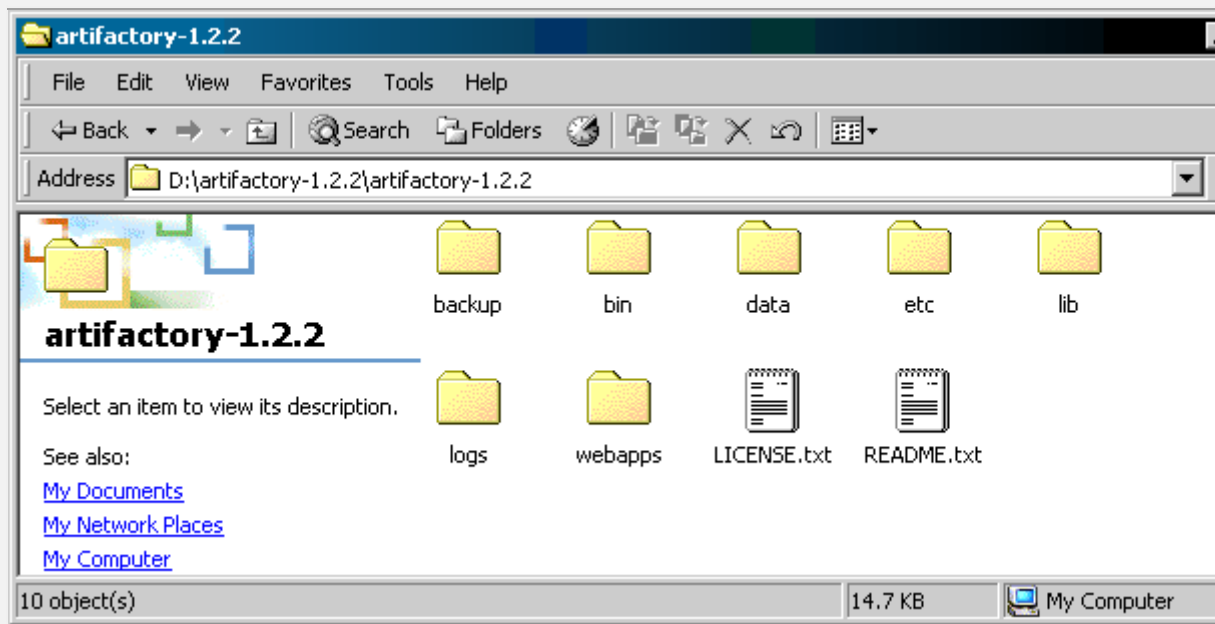 artifactory-1.2.2
File Edit View Favorites Tools Help
Back Search Folders
Address D:\artifactory-1.2.2\artifactory-1.2.2
artifactory-1.2.2
Select an item to view its description.
See also:
My Documents
My Network Places
My Computer
backup bin data etc lib
logs webapps LICENSE.txt README.txt
10 object(s) 14.7 KB My Computer